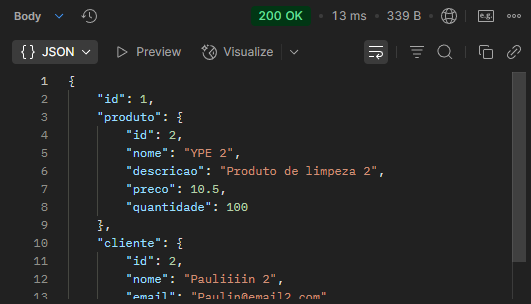 Body 200 OK 13 ms 339 B e.g.
{ } JSON Preview Visualize
1 {
2 "id": 1,
3 "produto": {
4 "id": 2,
5 "nome": "YPE 2",
6 "descricao": "Produto de limpeza 2",
7 "preco": 10.5,
8 "quantidade": 100
9 },
10 "cliente": {
11 "id": 2,
12 "nome": "Pauliiiin 2",
13 "email": "Paulin@email2.com"